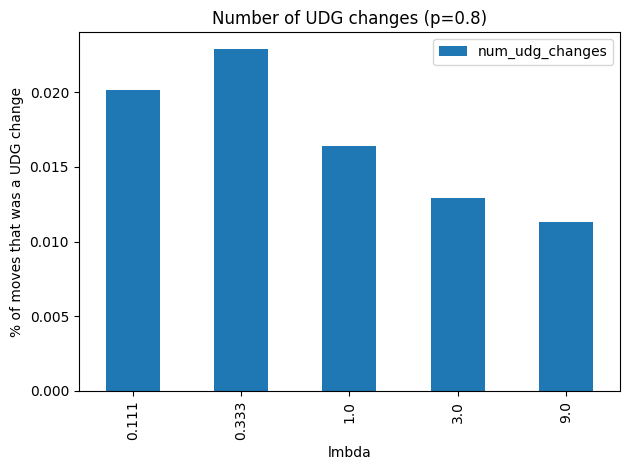 Number of UDG changes (p=0.8)
num_udg_changes
% of moves that was a UDG change
0.020
0.015
0.010
0.005
0.000
0.111
0.333
1.0
3.0
9.0
lmbda